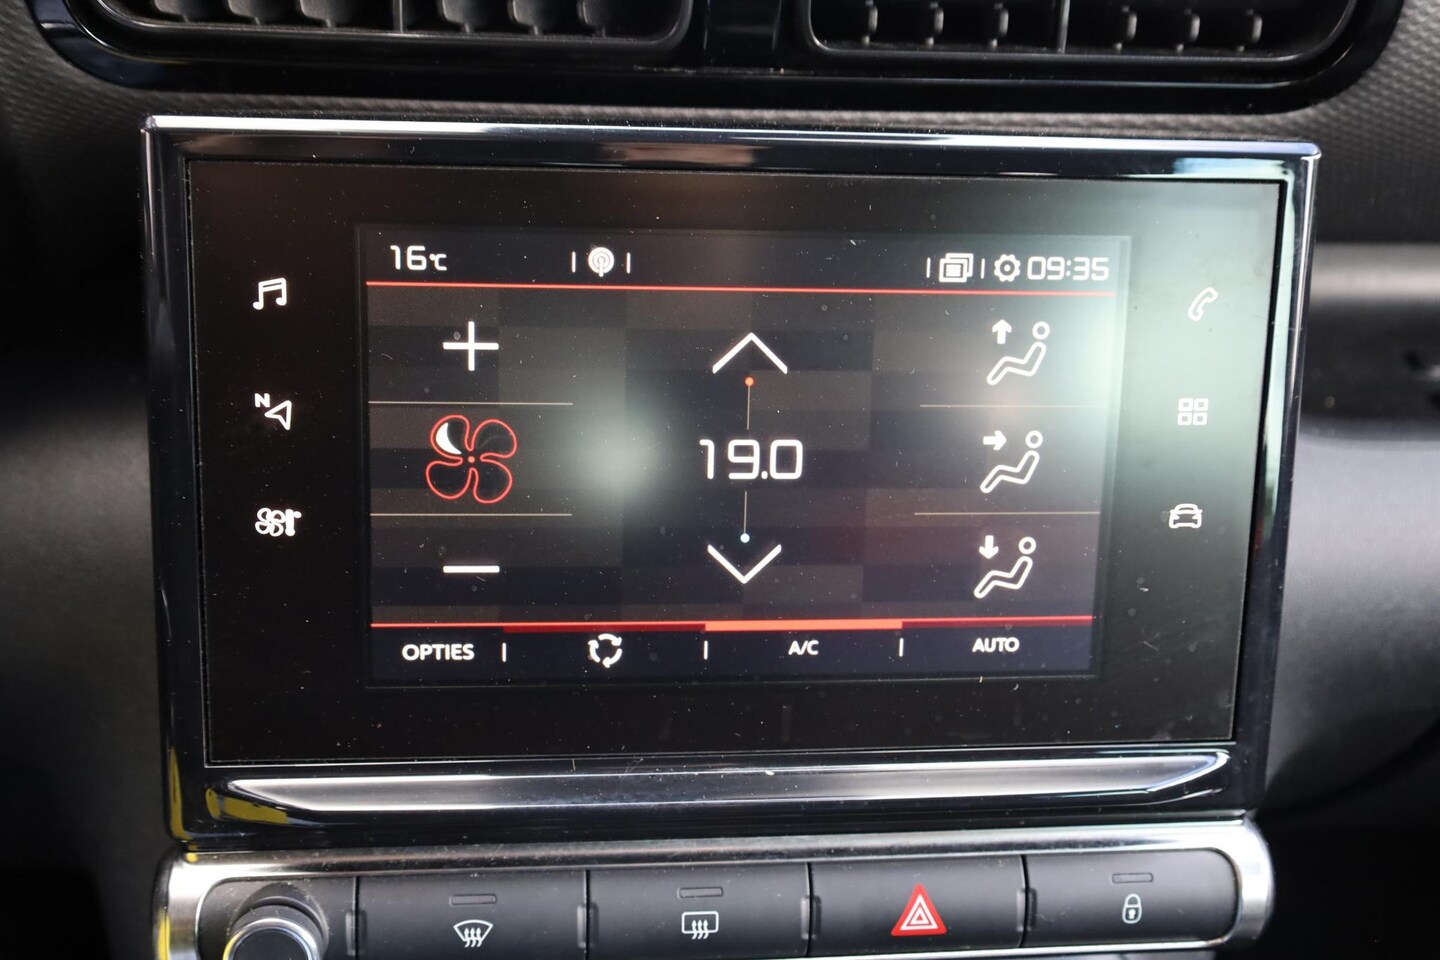 16°C
09:35
N
19.0
OPTIES
A/C
AUTO